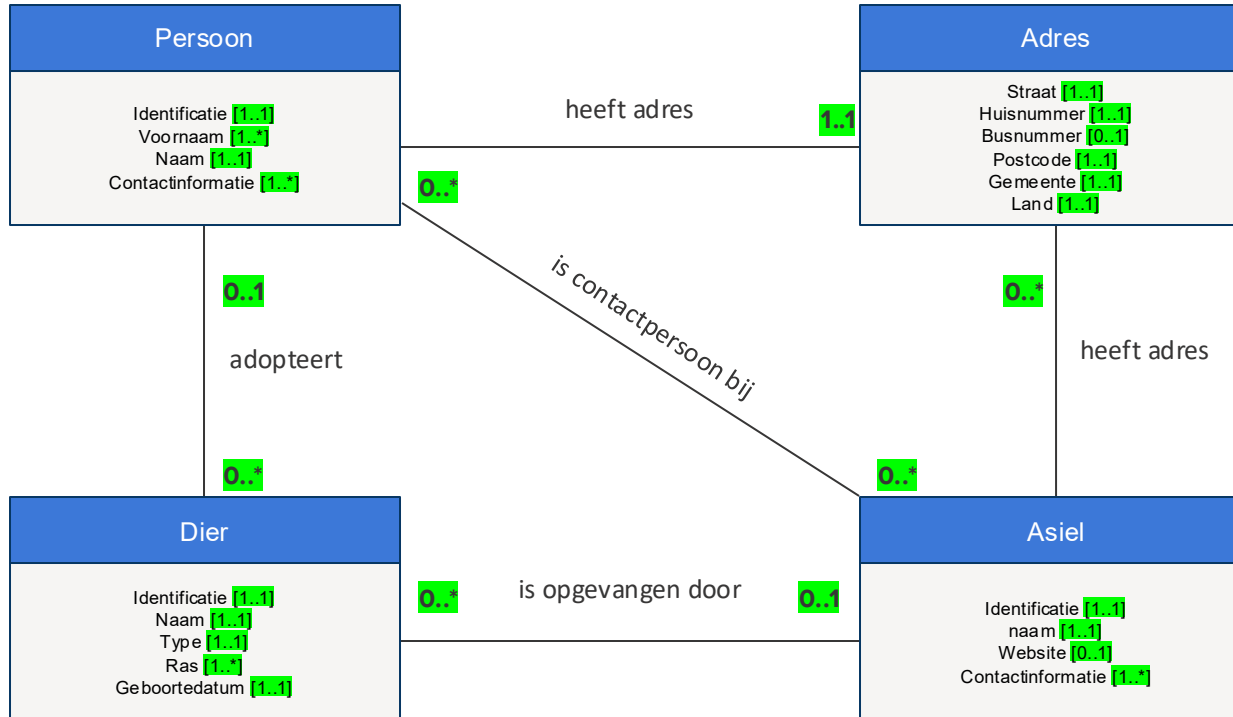 Persoon
Identificatie [1..1]
Voornaam [1..*]
Naam [1..1]
Contactinformatie [1..*]
heeft adres
1..1
Adres
Straat [1..1]
Huisnummer [1..1]
Busnummer [0..1]
Postcode [1..1]
Gemeente [1..1]
Land [1..1]
0..*
is contactpersoon bij
0..*
0..1
adopteert
0..*
0..*
heeft adres
Dier
Identificatie [1..1]
Naam [1..1]
Type [1..1]
Ras [1..*]
Geboortedatum [1..1]
0..*
is opgevangen door
0..1
Asiel
Identificatie [1..1]
naam [1..1]
Website [0..1]
Contactinformatie [1..*]